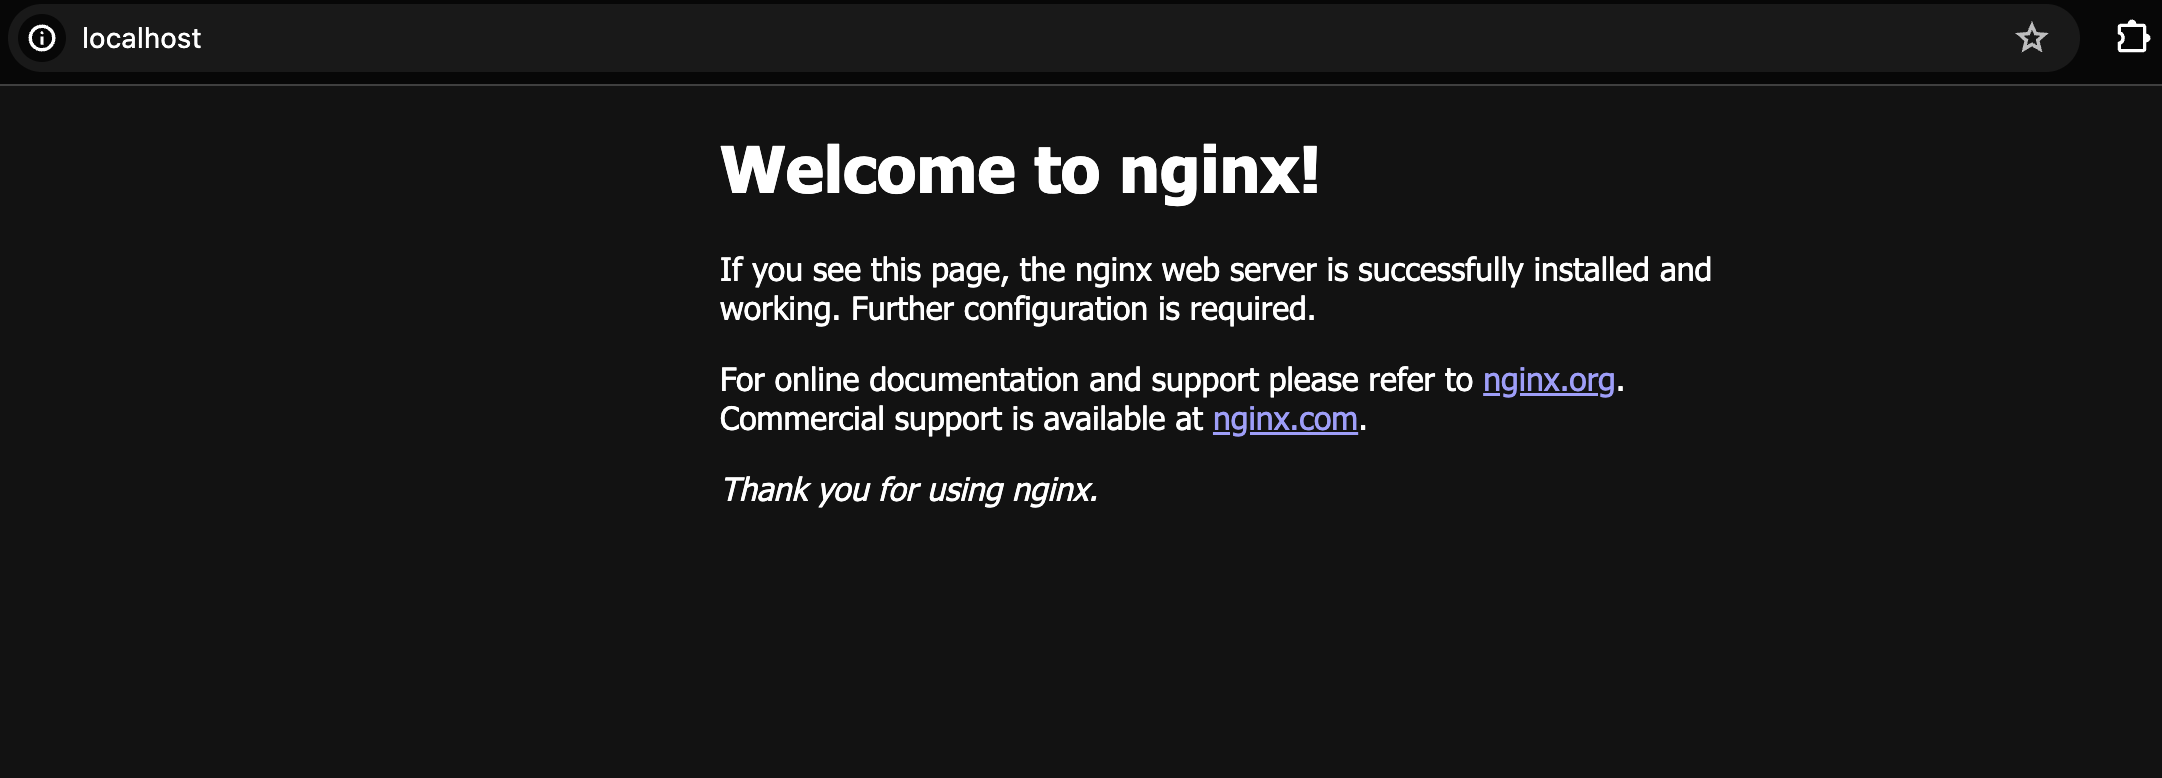 localhost
Welcome to nginx!
If you see this page, the nginx web server is successfully installed and
working. Further configuration is required.
For online documentation and support please refer to nginx.org.
Commercial support is available at nginx.com.
Thank you for using nginx.